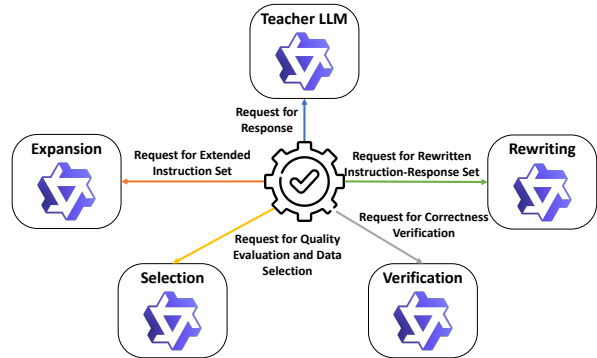 Teacher LLM
Request for
Response
Expansion
Request for Extended
Instruction Set
Request for Rewritten
Instruction-Response Set
Rewriting
Request for Correctness
Verification
Request for Quality
Evaluation and Data
Selection
Selection
Verification